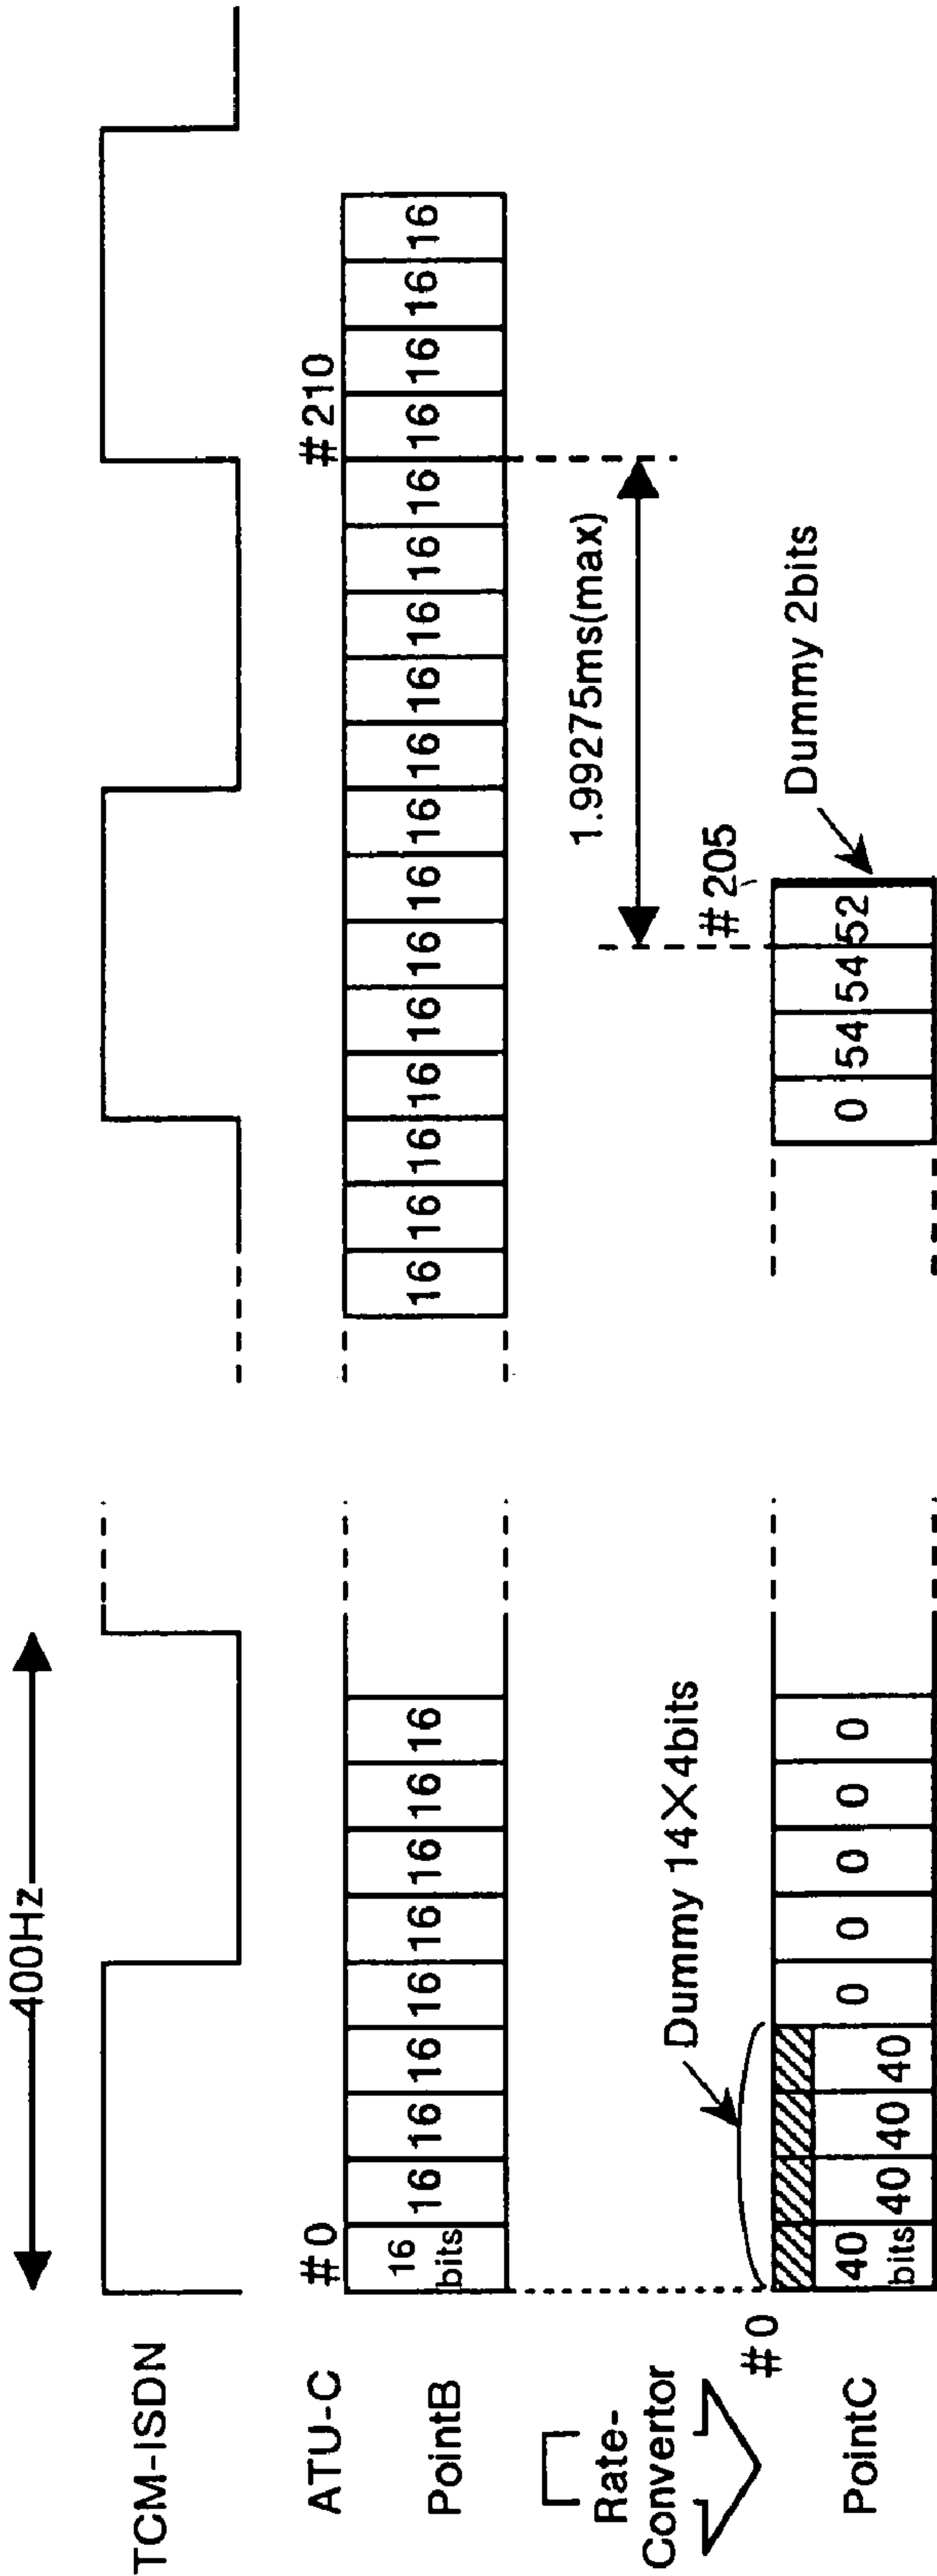 400Hz
TCM-ISDN
ATU-C
PointB
#0
16 bits 16 16 16 16 16 16 16 16
#210
16 16 16 16 16 16 16 16 16 16 16 16 16 16 16 16 16
1.99275ms(max)
Rate-
Convertor
Dummy 14×4bits
#205
Dummy 2bits
#0
PointC
40 bits 40 40 40 0 0 0 0 0
0 54 54 52